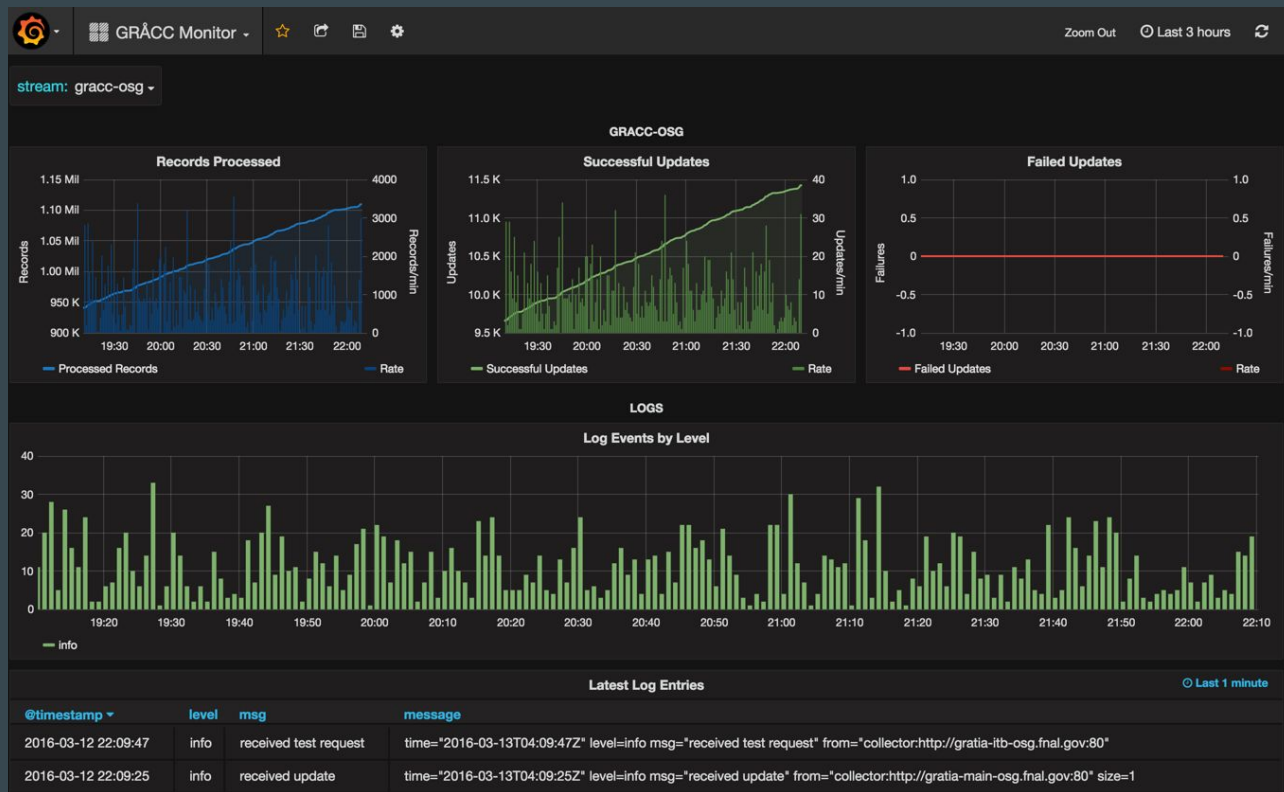 GRÅCC Monitor
Zoom Out Last 3 hours
stream: gracc-osg
GRACC-OSG
Records Processed
1.15 Mil
1.10 Mil
1.05 Mil
1.00 Mil
950 K
900 K
Records
4000
3000
2000
1000
0
Records/min
19:30 20:00 20:30 21:00 21:30 22:00
Processed Records Rate
Successful Updates
11.5 K
11.0 K
10.5 K
10.0 K
9.5 K
Updates
40
30
20
10
0
Updates/min
19:30 20:00 20:30 21:00 21:30 22:00
Successful Updates Rate
Failed Updates
1.0
0.5
0
-0.5
-1.0
Failures
1.0
0.5
0
-0.5
-1.0
Failures/min
19:30 20:00 20:30 21:00 21:30 22:00
Failed Updates Rate
LOGS
Log Events by Level
40
30
20
10
0
19:20 19:30 19:40 19:50 20:00 20:10 20:20 20:30 20:40 20:50 21:00 21:10 21:20 21:30 21:40 21:50 22:00 22:10
info
Latest Log Entries Last 1 minute
@timestamp level msg message
2016-03-12 22:09:47 info received test request time="2016-03-13T04:09:47Z" level=info msg="received test request" from="collector:http://gratia-itb-osg.fnal.gov:80"
2016-03-12 22:09:25 info received update time="2016-03-13T04:09:25Z" level=info msg="received update" from="collector:http://gratia-main-osg.fnal.gov:80" size=1